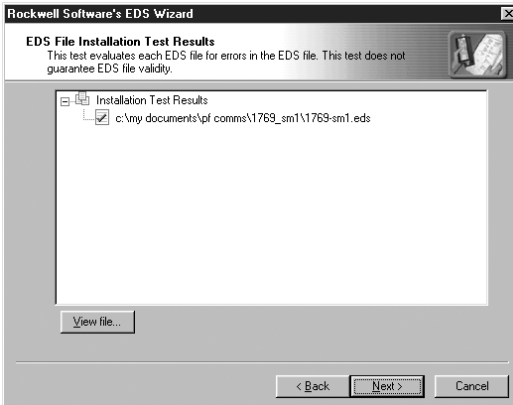 Rockwell Software's EDS Wizard
EDS File Installation Test Results
This test evaluates each EDS file for errors in the EDS file. This test does not
guarantee EDS file validity.
Installation Test Results
c:\my documents\pf comms\1769_sm1\1769-sm1.eds
View file...
< Back
Next >
Cancel